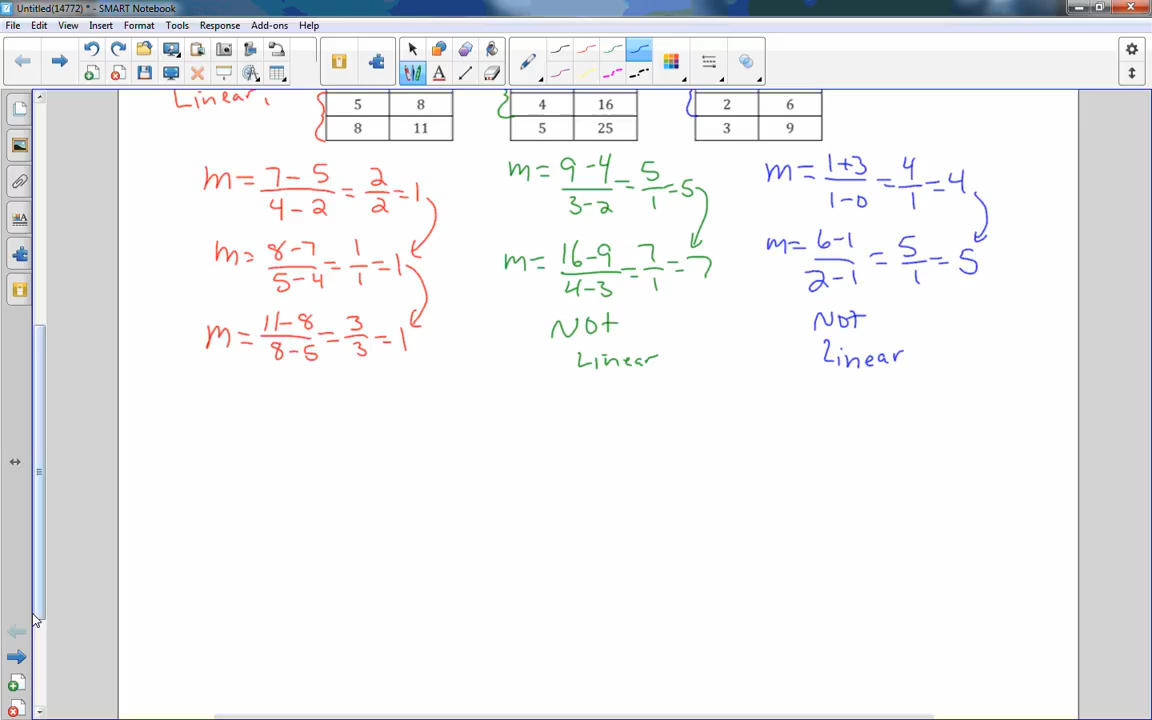 Untitled(14772) * - SMART Notebook
File Edit View Insert Format Tools Response Add-ons Help
Linear,
5 8
8 11
4 16
5 25
2 6
3 9
m = 7 - 5 / 4 - 2 = 2/2 = 1
m = 8 - 7 / 5 - 4 = 1/1 = 1
m = 11 - 8 / 8 - 5 = 3/3 = 1
m = 9 - 4 / 3 - 2 = 5/1 = 5
m = 16 - 9 / 4 - 3 = 7/1 = 7
Not
Linear
m = 1 + 3 / 1 - 0 = 4/1 = 4
m = 6 - 1 / 2 - 1 = 5/1 = 5
Not
Linear